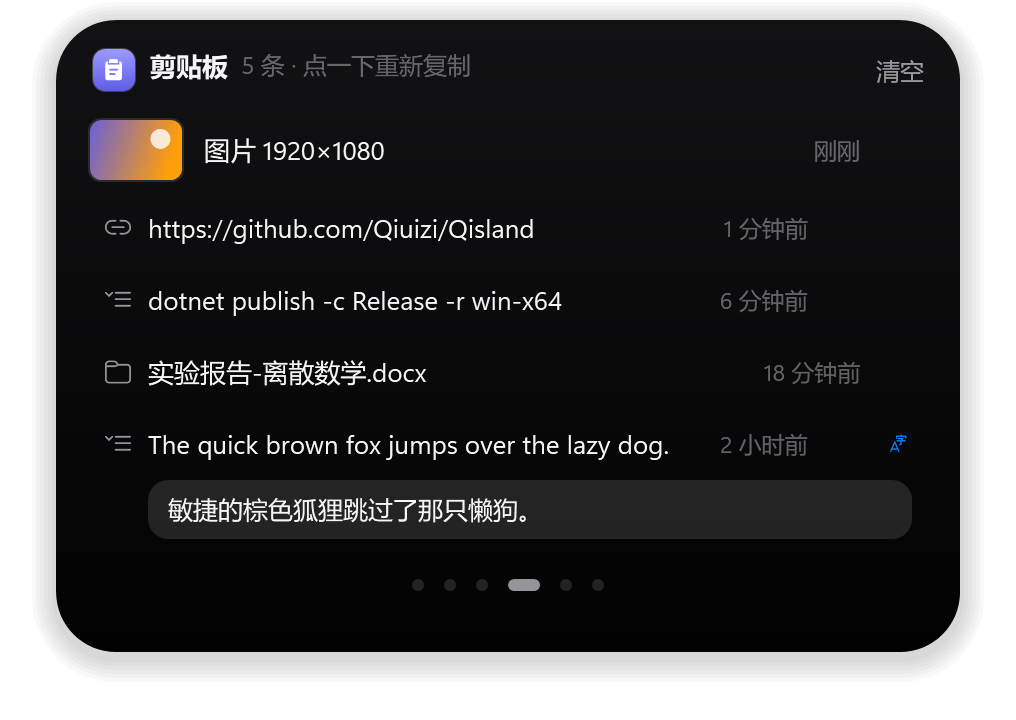 剪贴板 5 条 · 点一下重新复制 清空
图片 1920×1080 刚刚
https://github.com/Qiuizi/Qisland 1 分钟前
dotnet publish -c Release -r win-x64 6 分钟前
实验报告-离散数学.docx 18 分钟前
The quick brown fox jumps over the lazy dog. 2 小时前 A字
敏捷的棕色狐狸跳过了那只懒狗。